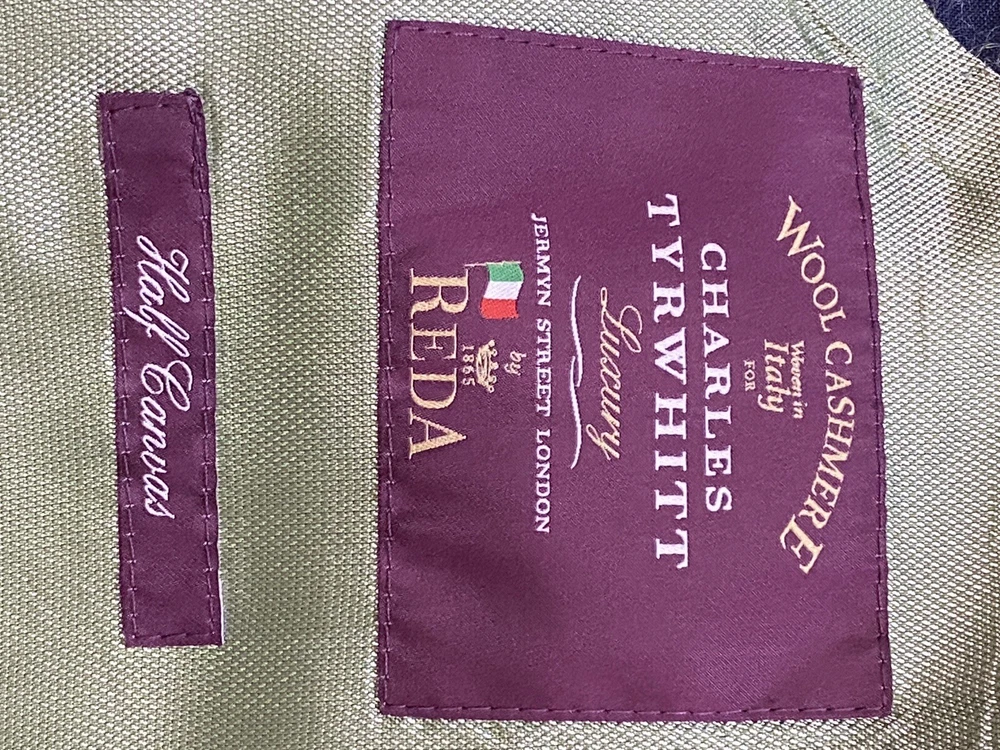 WOOL CASHMERE
Woven in
Italy
FOR
CHARLES
TYRWHITT
Luxury
JERMYN STREET LONDON
by
1865
REDA
Half Canvas